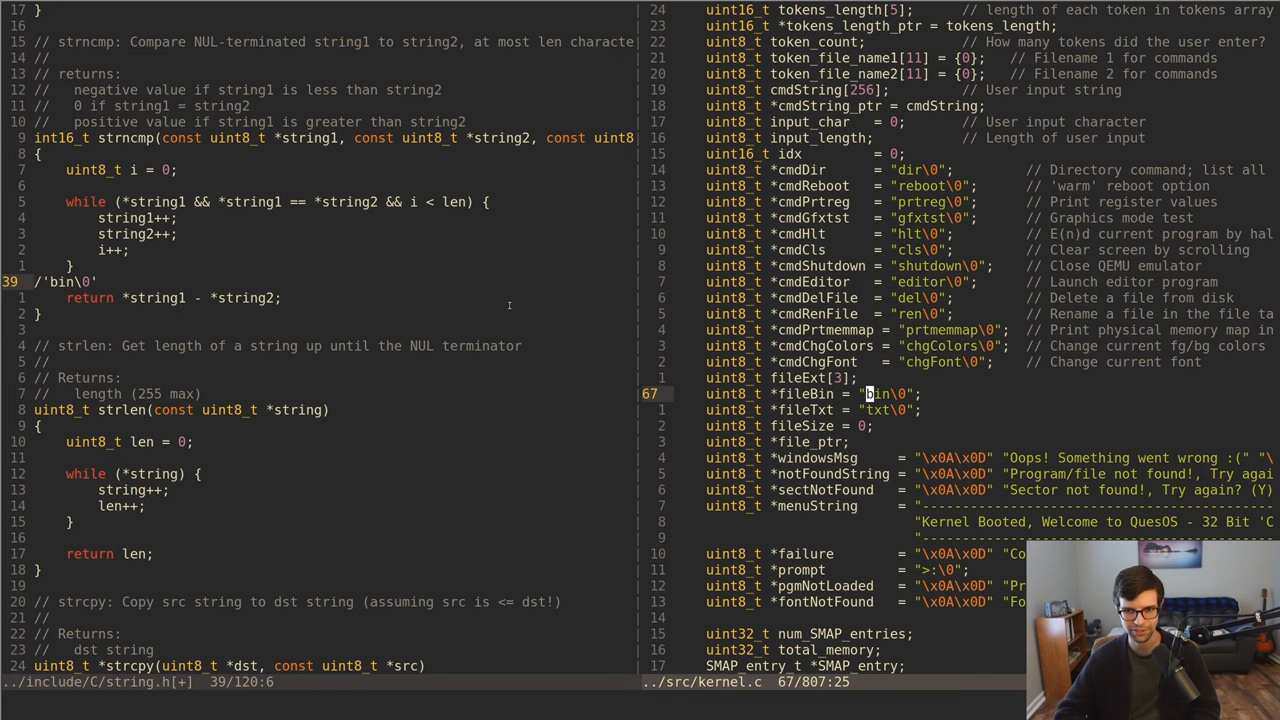 17 }
16
15 // strncmp: Compare NUL-terminated string1 to string2, at most len characte
14 //
13 // returns:
12 //   negative value if string1 is less than string2
11 //   0 if string1 = string2
10 //   positive value if string1 is greater than string2
9 int16_t strncmp(const uint8_t *string1, const uint8_t *string2, const uint8
8 {
7     uint8_t i = 0;
6
5     while (*string1 && *string1 == *string2 && i < len) {
4         string1++;
3         string2++;
2         i++;
1     }
39 /'bin\0'
1     return *string1 - *string2;
2 }
3
4 // strlen: Get length of a string up until the NUL terminator
5 //
6 // Returns:
7 //   length (255 max)
8 uint8_t strlen(const uint8_t *string)
9 {
10     uint8_t len = 0;
11
12     while (*string) {
13         string++;
14         len++;
15     }
16
17     return len;
18 }
19
20 // strcpy: Copy src string to dst string (assuming src is <= dst!)
21 //
22 // Returns:
23 //   dst string
24 uint8_t *strcpy(uint8_t *dst, const uint8_t *src)
../include/C/string.h[+]  39/120:6
24     uint16_t tokens_length[5];      // length of each token in tokens array
23     uint16_t *tokens_length_ptr = tokens_length;
22     uint8_t token_count;            // How many tokens did the user enter?
21     uint8_t token_file_name1[11] = {0};   // Filename 1 for commands
20     uint8_t token_file_name2[11] = {0};   // Filename 2 for commands
19     uint8_t cmdString[256];         // User input string
18     uint8_t *cmdString_ptr = cmdString;
17     uint8_t input_char   = 0;       // User input character
16     uint8_t input_length;           // Length of user input
15     uint16_t idx         = 0;
14     uint8_t *cmdDir      = "dir\0";         // Directory command; list all
13     uint8_t *cmdReboot   = "reboot\0";      // 'warm' reboot option
12     uint8_t *cmdPrtreg   = "prtreg\0";      // Print register values
11     uint8_t *cmdGfxtst   = "gfxtst\0";      // Graphics mode test
10     uint8_t *cmdHlt      = "hlt\0";         // E(n)d current program by hal
9     uint8_t *cmdCls      = "cls\0";         // Clear screen by scrolling
8     uint8_t *cmdShutdown = "shutdown\0";    // Close QEMU emulator
7     uint8_t *cmdEditor   = "editor\0";      // Launch editor program
6     uint8_t *cmdDelFile  = "del\0";         // Delete a file from disk
5     uint8_t *cmdRenFile  = "ren\0";         // Rename a file in the file ta
4     uint8_t *cmdPrtmemmap = "prtmemmap\0";  // Print physical memory map in
3     uint8_t *cmdChgColors = "chgColors\0";  // Change current fg/bg colors
2     uint8_t *cmdChgFont   = "chgFont\0";    // Change current font
1     uint8_t fileExt[3];
67     uint8_t *fileBin = "bin\0";
1     uint8_t *fileTxt = "txt\0";
2     uint8_t fileSize = 0;
3     uint8_t *file_ptr;
4     uint8_t *windowsMsg     = "\x0A\x0D" "Oops! Something went wrong :(" "\
5     uint8_t *notFoundString = "\x0A\x0D" "Program/file not found!, Try agai
6     uint8_t *sectNotFound   = "\x0A\x0D" "Sector not found!, Try again? (Y)
7     uint8_t *menuString     = "---------------------------------------------
8                               "Kernel Booted, Welcome to QuesOS - 32 Bit 'C
9                               "---------------------------------------------
10     uint8_t *failure        = "\x0A\x0D" "Co
11     uint8_t *prompt         = ">:\0";
12     uint8_t *pgmNotLoaded   = "\x0A\x0D" "Pr
13     uint8_t *fontNotFound   = "\x0A\x0D" "Fo
14
15     uint32_t num_SMAP_entries;
16     uint32_t total_memory;
17     SMAP_entry_t *SMAP_entry;
../src/kernel.c  67/807:25